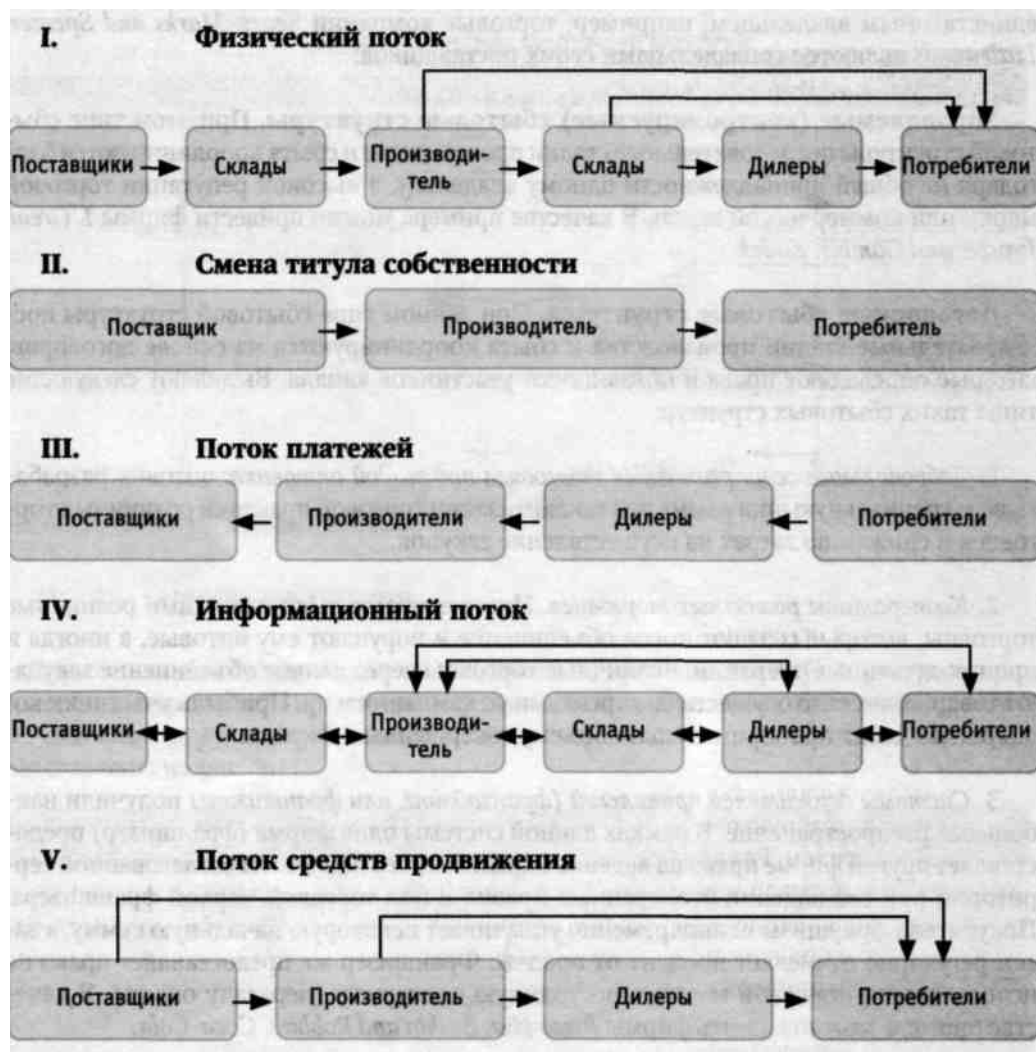 I. Физический поток
Поставщики Склады Производи- Склады Дилеры Потребители
тель
II. Смена титула собственности
Поставщик Производитель Потребитель
III. Поток платежей
Поставщики Производители Дилеры Потребители
IV. Информационный поток
Поставщики Склады Производи- Склады Дилеры Потребители
тель
V. Поток средств продвижения
Поставщики Производители Дилеры Потребители